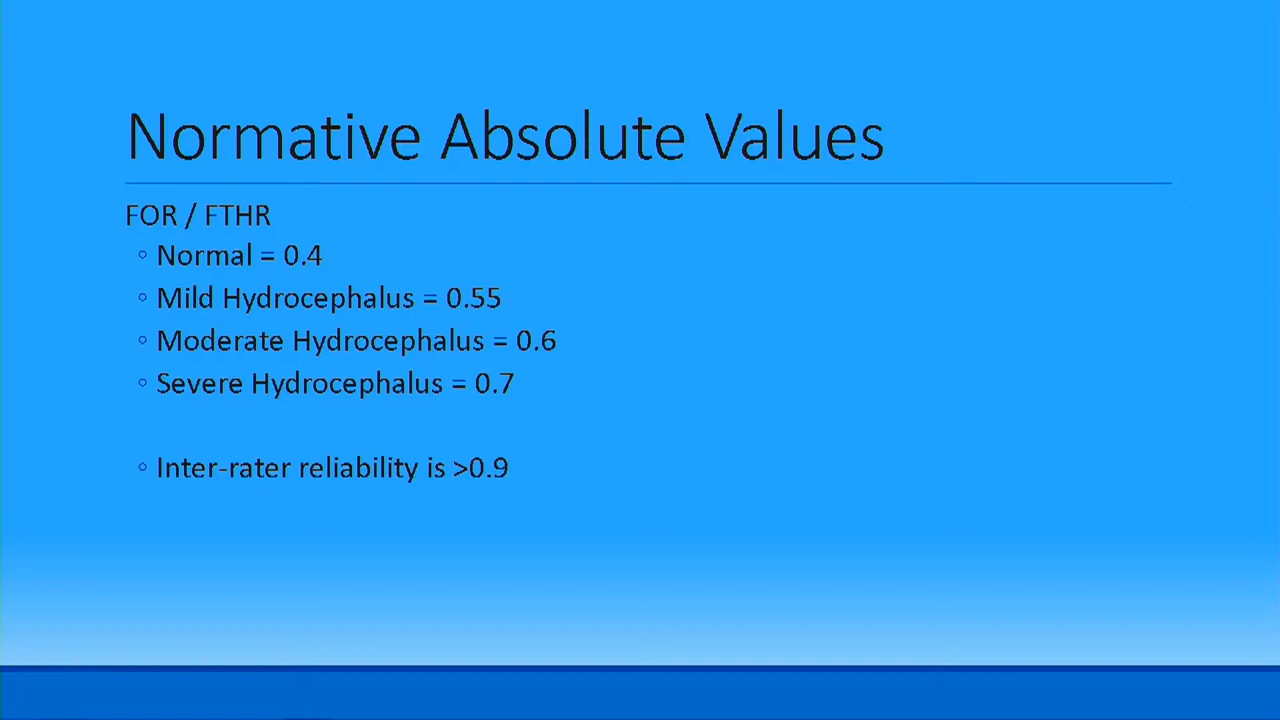 Normative Absolute Values
FOR / FTHR
◦ Normal = 0.4
◦ Mild Hydrocephalus = 0.55
◦ Moderate Hydrocephalus = 0.6
◦ Severe Hydrocephalus = 0.7
◦ Inter-rater reliability is >0.9